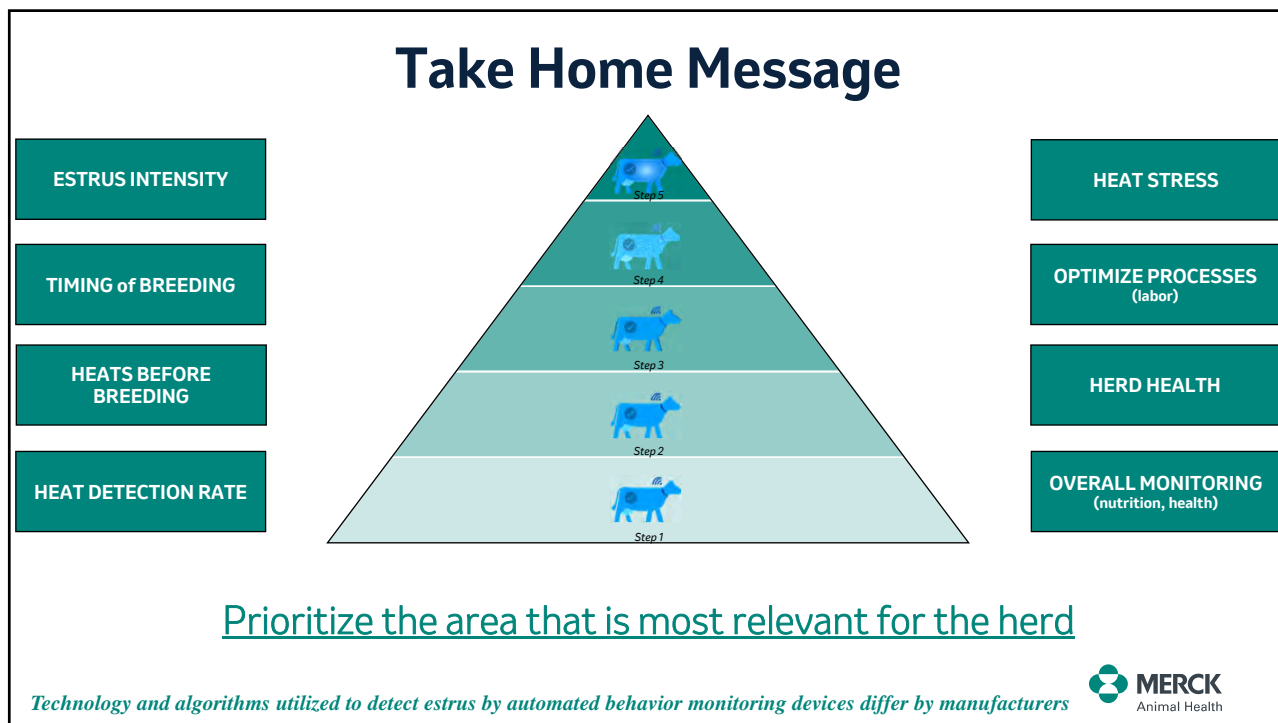 Take Home Message
ESTRUS INTENSITY
TIMING of BREEDING
HEATS BEFORE
BREEDING
HEAT DETECTION RATE
Step 5
Step 4
Step 3
Step 2
Step 1
HEAT STRESS
OPTIMIZE PROCESSES
(labor)
HERD HEALTH
OVERALL MONITORING
(nutrition, health)
Prioritize the area that is most relevant for the herd
Technology and algorithms utilized to detect estrus by automated behavior monitoring devices differ by manufacturers
MERCK
Animal Health